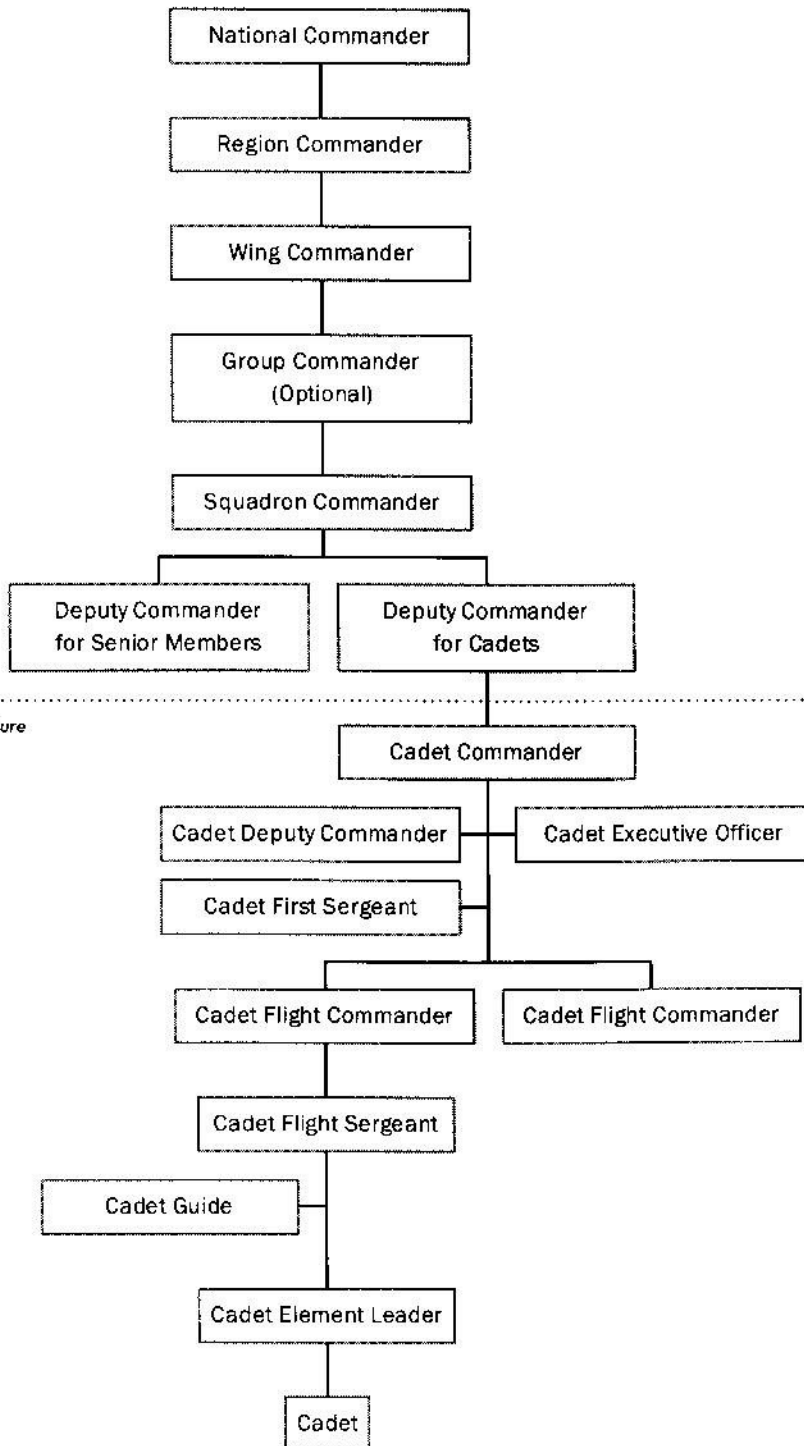 National Commander
Region Commander
Wing Commander
Group Commander
(Optional)
Squadron Commander
Deputy Commander
for Senior Members
Deputy Commander
for Cadets
ure
Cadet Commander
Cadet Deputy Commander
Cadet Executive Officer
Cadet First Sergeant
Cadet Flight Commander
Cadet Flight Commander
Cadet Flight Sergeant
Cadet Guide
Cadet Element Leader
Cadet